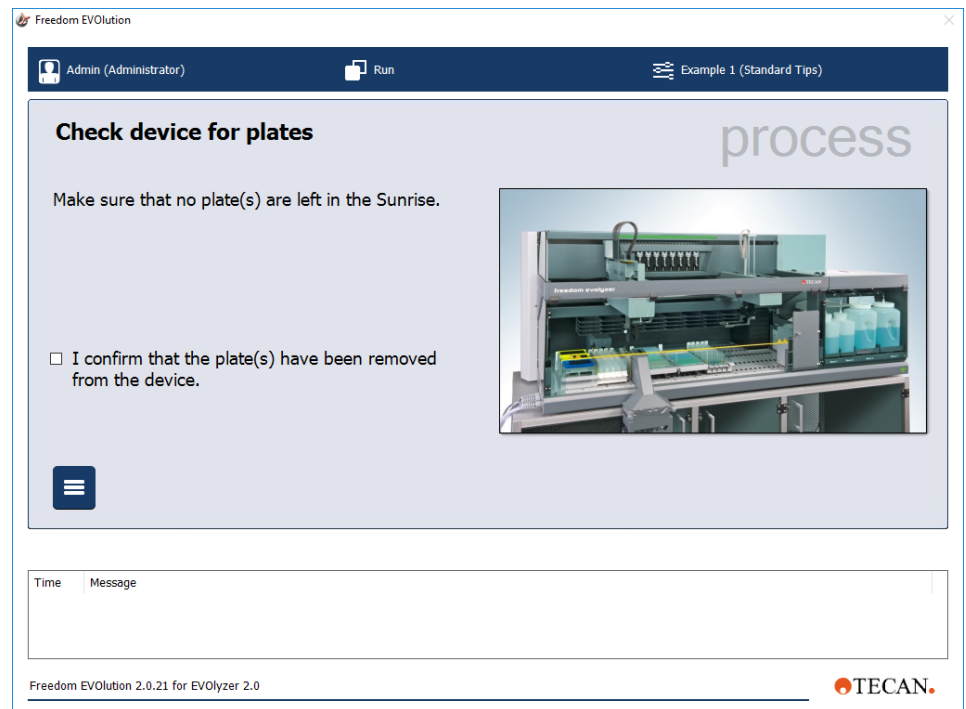 Freedom EVOlution
Admin (Administrator)
Run
Example 1 (Standard Tips)
Check device for plates
process
Make sure that no plate(s) are left in the Sunrise.
freedom evolyzer
TECAN
I confirm that the plate(s) have been removed
from the device.
Time Message
Freedom EVOlution 2.0.21 for EVOlyzer 2.0
TECAN.